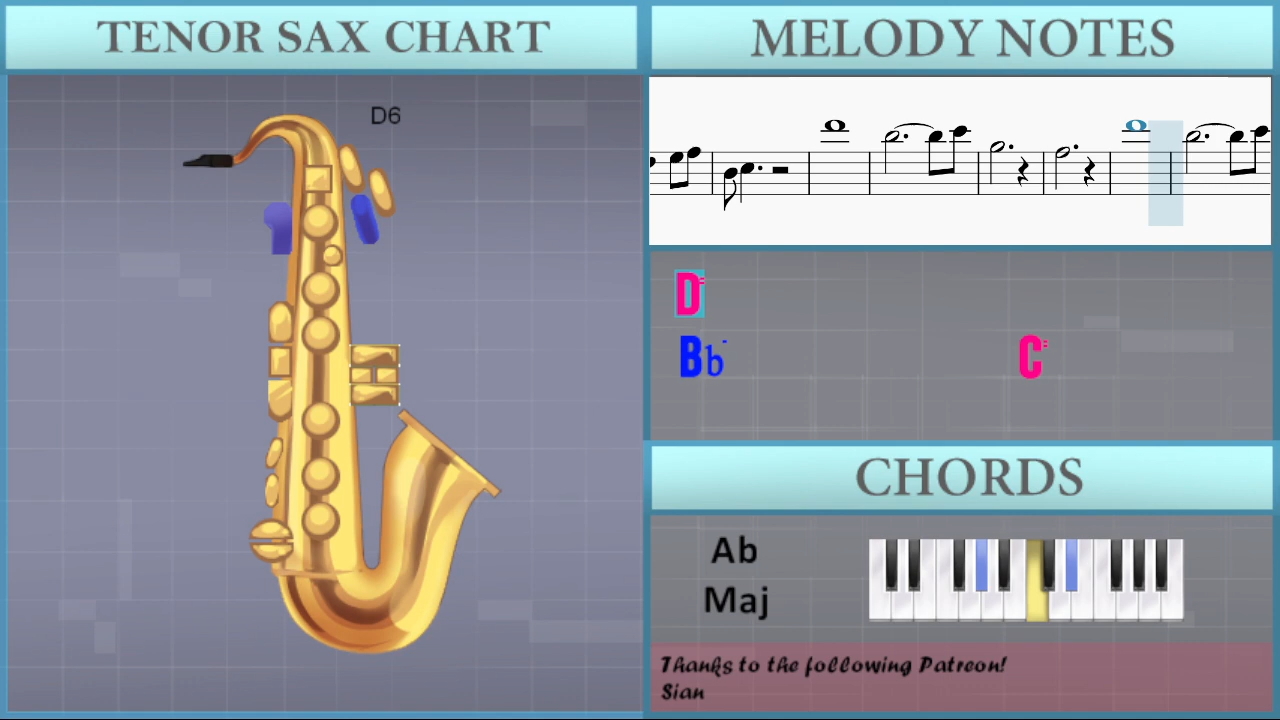 TENOR SAX CHART
D6
MELODY NOTES
D#
Bb
C#
CHORDS
Ab
Maj
Thanks to the following Patreon!
Sian